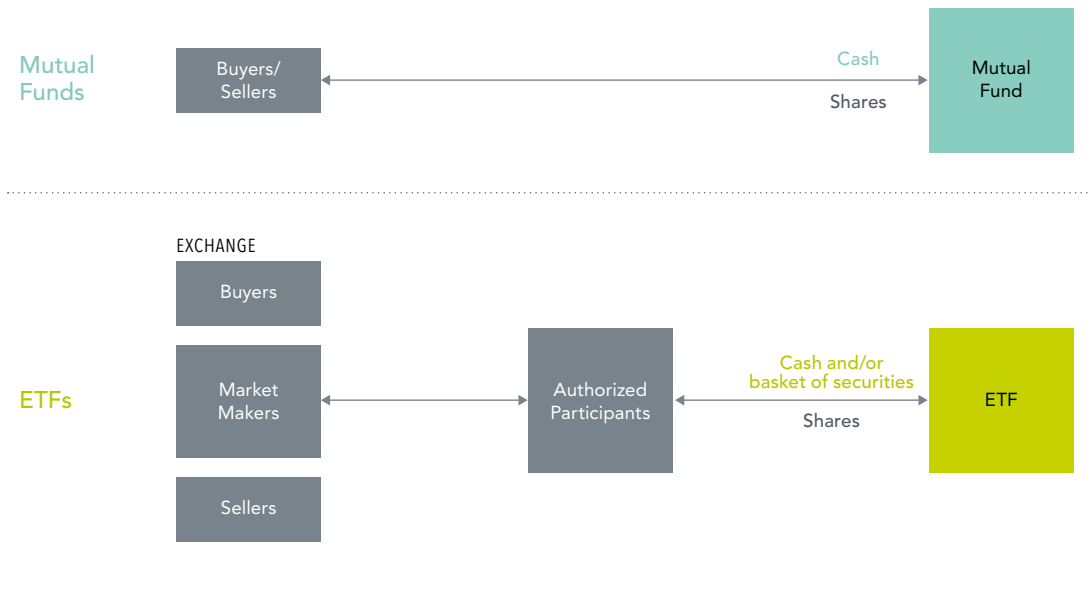 Mutual
Funds
Buyers/
Sellers
Cash
Shares
Mutual
Fund
EXCHANGE
Buyers
ETFs
Market
Makers
Authorized
Participants
Cash and/or
basket of securities
Shares
ETF
Sellers